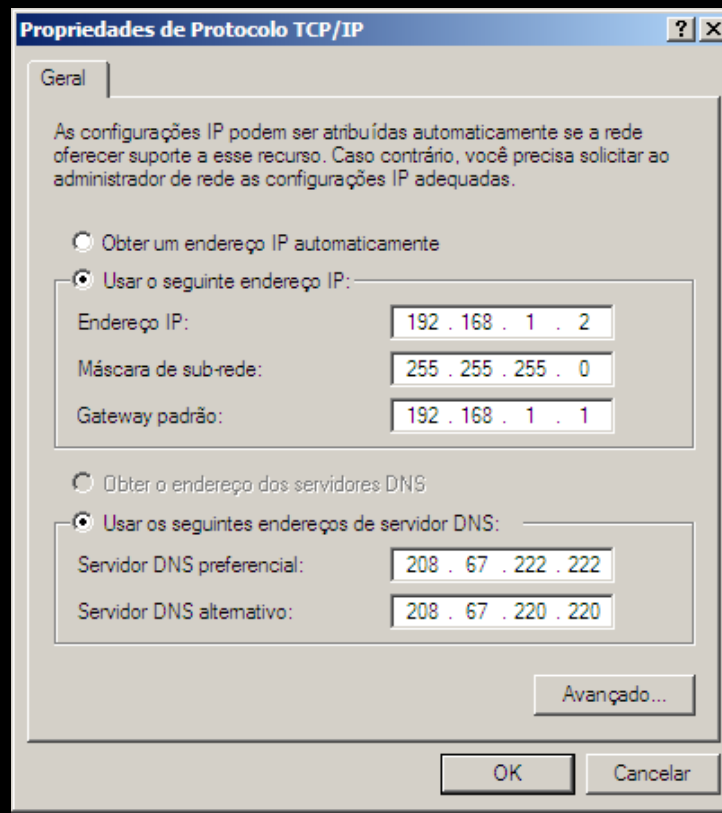 Propriedades de Protocolo TCP/IP
Geral
As configurações IP podem ser atribuídas automaticamente se a rede
oferecer suporte a esse recurso. Caso contrário, você precisa solicitar ao
administrador de rede as configurações IP adequadas.
Obter um endereço IP automaticamente
Usar o seguinte endereço IP:
Endereço IP: 192 . 168 . 1 . 2
Máscara de sub-rede: 255 . 255 . 255 . 0
Gateway padrão: 192 . 168 . 1 . 1
Obter o endereço dos servidores DNS
Usar os seguintes endereços de servidor DNS:
Servidor DNS preferencial: 208 . 67 . 222 . 222
Servidor DNS alternativo: 208 . 67 . 220 . 220
Avançado...
OK Cancelar